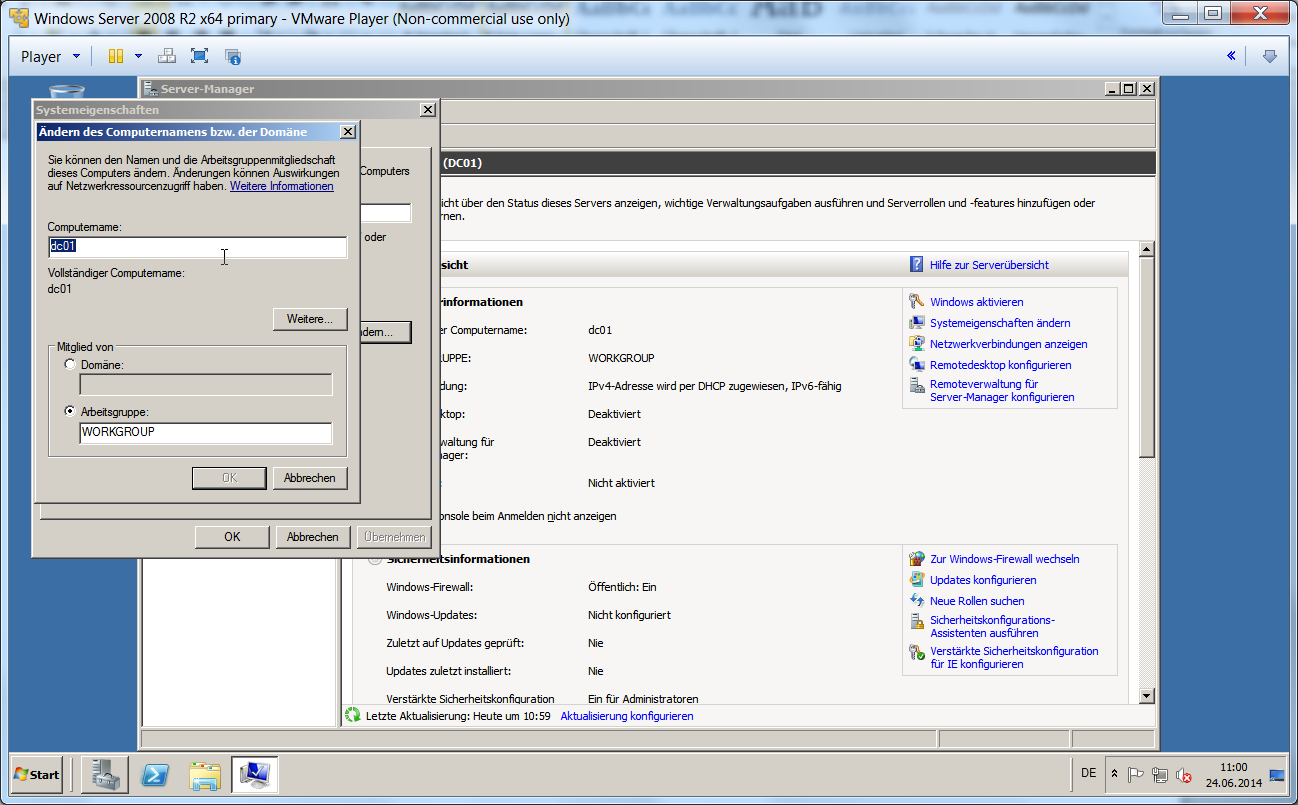 Windows Server 2008 R2 x64 primary - VMware Player (Non-commercial use only)
Player
Server-Manager
Systemeigenschaften
Ändern des Computernamens bzw. der Domäne
Sie können den Namen und die Arbeitsgruppenmitgliedschaft
dieses Computers ändern. Änderungen können Auswirkungen
auf Netzwerkressourcenzugriff haben. Weitere Informationen
Computername:
dc01
Vollständiger Computername:
dc01
Weitere...
Mitglied von
Domäne:
Arbeitsgruppe:
WORKGROUP
OK
Abbrechen
Computers
oder
dern...
OK
Abbrechen
Übernehmen
(DC01)
icht über den Status dieses Servers anzeigen, wichtige Verwaltungsaufgaben ausführen und Serverrollen und -features hinzufügen oder
rnen.
sicht
Hilfe zur Serverübersicht
rinformationen
er Computername:
dc01
UPPE:
WORKGROUP
dung:
IPv4-Adresse wird per DHCP zugewiesen, IPv6-fähig
ktop:
Deaktiviert
waltung für
nager:
Deaktiviert
Nicht aktiviert
onsole beim Anmelden nicht anzeigen
Windows aktivieren
Systemeigenschaften ändern
Netzwerkverbindungen anzeigen
Remotedesktop konfigurieren
Remoteverwaltung für
Server-Manager konfigurieren
Sicherheitsinformationen
Windows-Firewall:
Öffentlich: Ein
Windows-Updates:
Nicht konfiguriert
Zuletzt auf Updates geprüft:
Nie
Updates zuletzt installiert:
Nie
Verstärkte Sicherheitskonfiguration
Ein für Administratoren
Zur Windows-Firewall wechseln
Updates konfigurieren
Neue Rollen suchen
Sicherheitskonfigurations-
Assistenten ausführen
Verstärkte Sicherheitskonfiguration
für IE konfigurieren
Letzte Aktualisierung: Heute um 10:59 Aktualisierung konfigurieren
Start
DE
11:00
24.06.2014